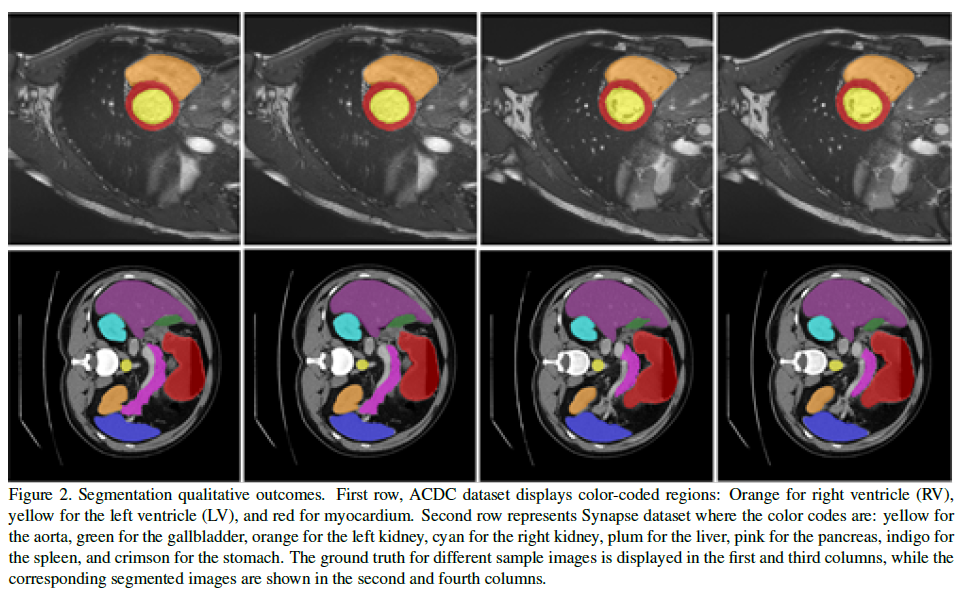 Figure 2. Segmentation qualitative outcomes. First row, ACDC dataset displays color-coded regions: Orange for right ventricle (RV),
yellow for the left ventricle (LV), and red for myocardium. Second row represents Synapse dataset where the color codes are: yellow for
the aorta, green for the gallbladder, orange for the left kidney, cyan for the right kidney, plum for the liver, pink for the pancreas, indigo for
the spleen, and crimson for the stomach. The ground truth for different sample images is displayed in the first and third columns, while the
corresponding segmented images are shown in the second and fourth columns.